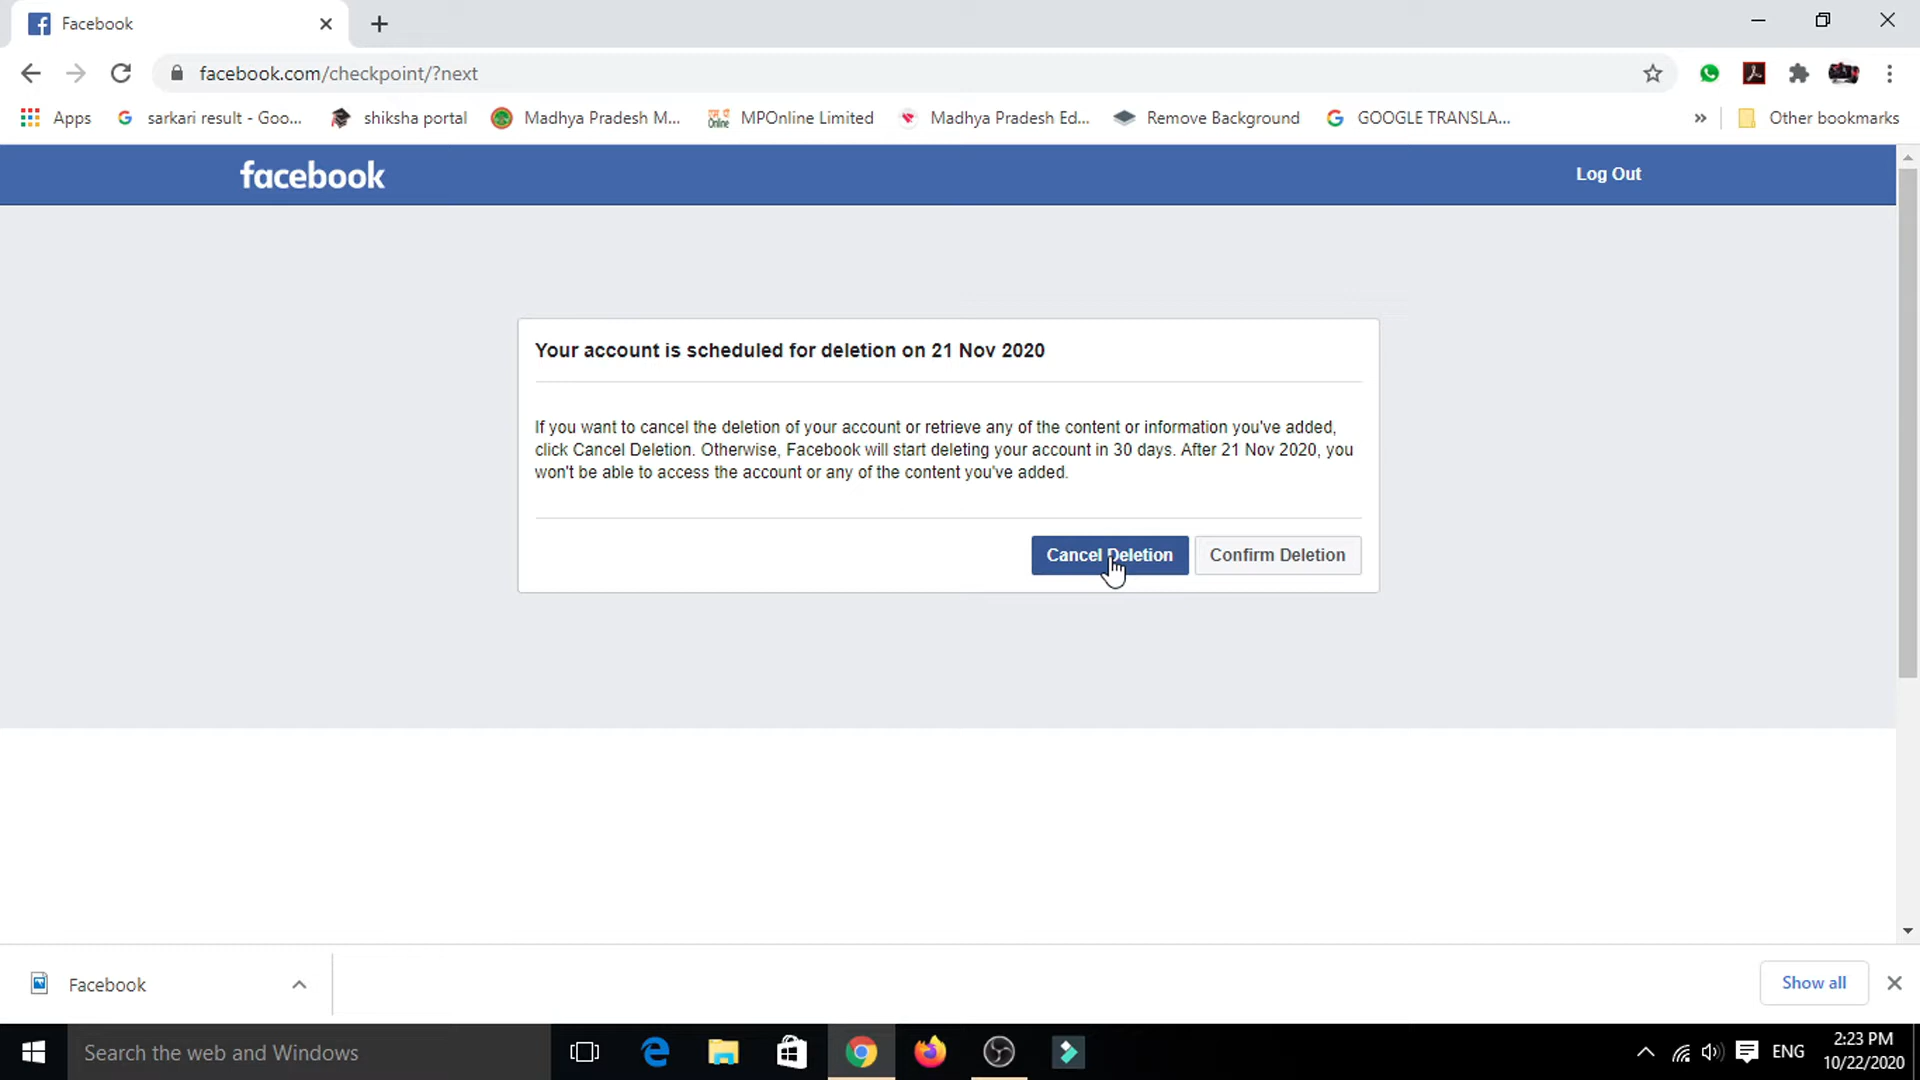 Facebook
facebook.com/checkpoint/?next
Apps
sarkari result - Goo...
shiksha portal
Madhya Pradesh M...
MPOnline Limited
Madhya Pradesh Ed...
Remove Background
GOOGLE TRANSLA...
»
Other bookmarks
facebook
Log Out
Your account is scheduled for deletion on 21 Nov 2020
If you want to cancel the deletion of your account or retrieve any of the content or information you've added,
click Cancel Deletion. Otherwise, Facebook will start deleting your account in 30 days. After 21 Nov 2020, you
won't be able to access the account or any of the content you've added.
Cancel Deletion
Confirm Deletion
Facebook
Show all
Search the web and Windows
ENG
2:23 PM
10/22/2020